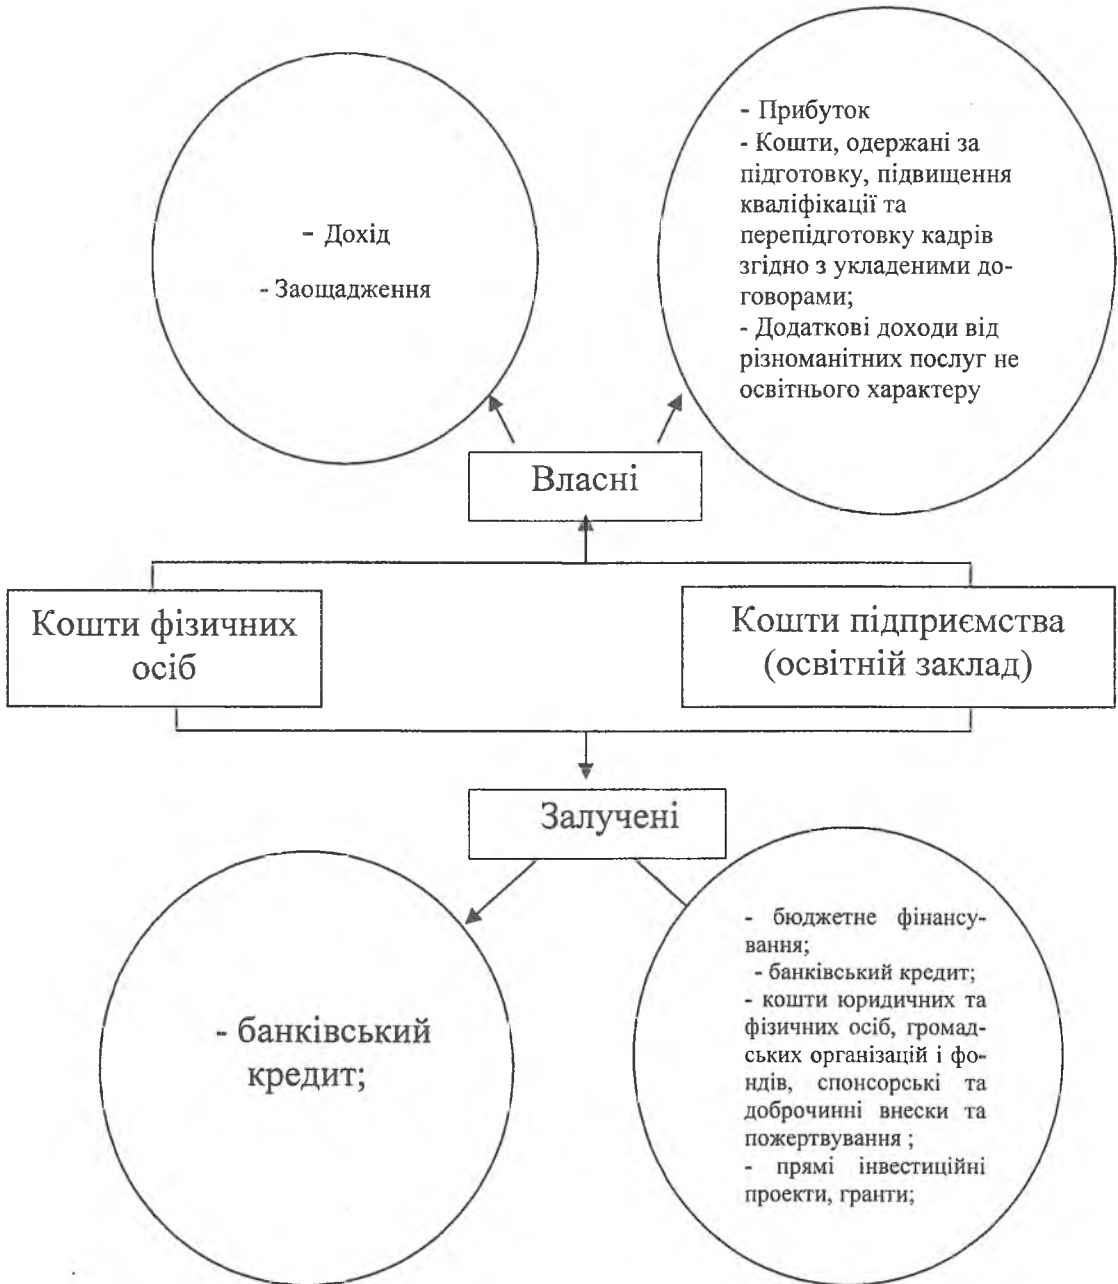 - Дохід
- Заощадження
- Прибуток
- Кошти, одержані за
підготовку, підвищення
кваліфікації та
перепідготовку кадрів
згідно з укладеними до-
говорами;
- Додаткові доходи від
різноманітних послуг не
освітнього характеру
Власні
Кошти фізичних
осіб
Кошти підприємства
(освітній заклад)
Залучені
- банківський
кредит;
- бюджетне фінансу-
вання;
- банківський кредит;
- кошти юридичних та
фізичних осіб, громад-
ських організацій і фо-
ндів, спонсорські та
доброчинні внески та
пожертвування ;
- прямі інвестиційні
проекти, гранти;